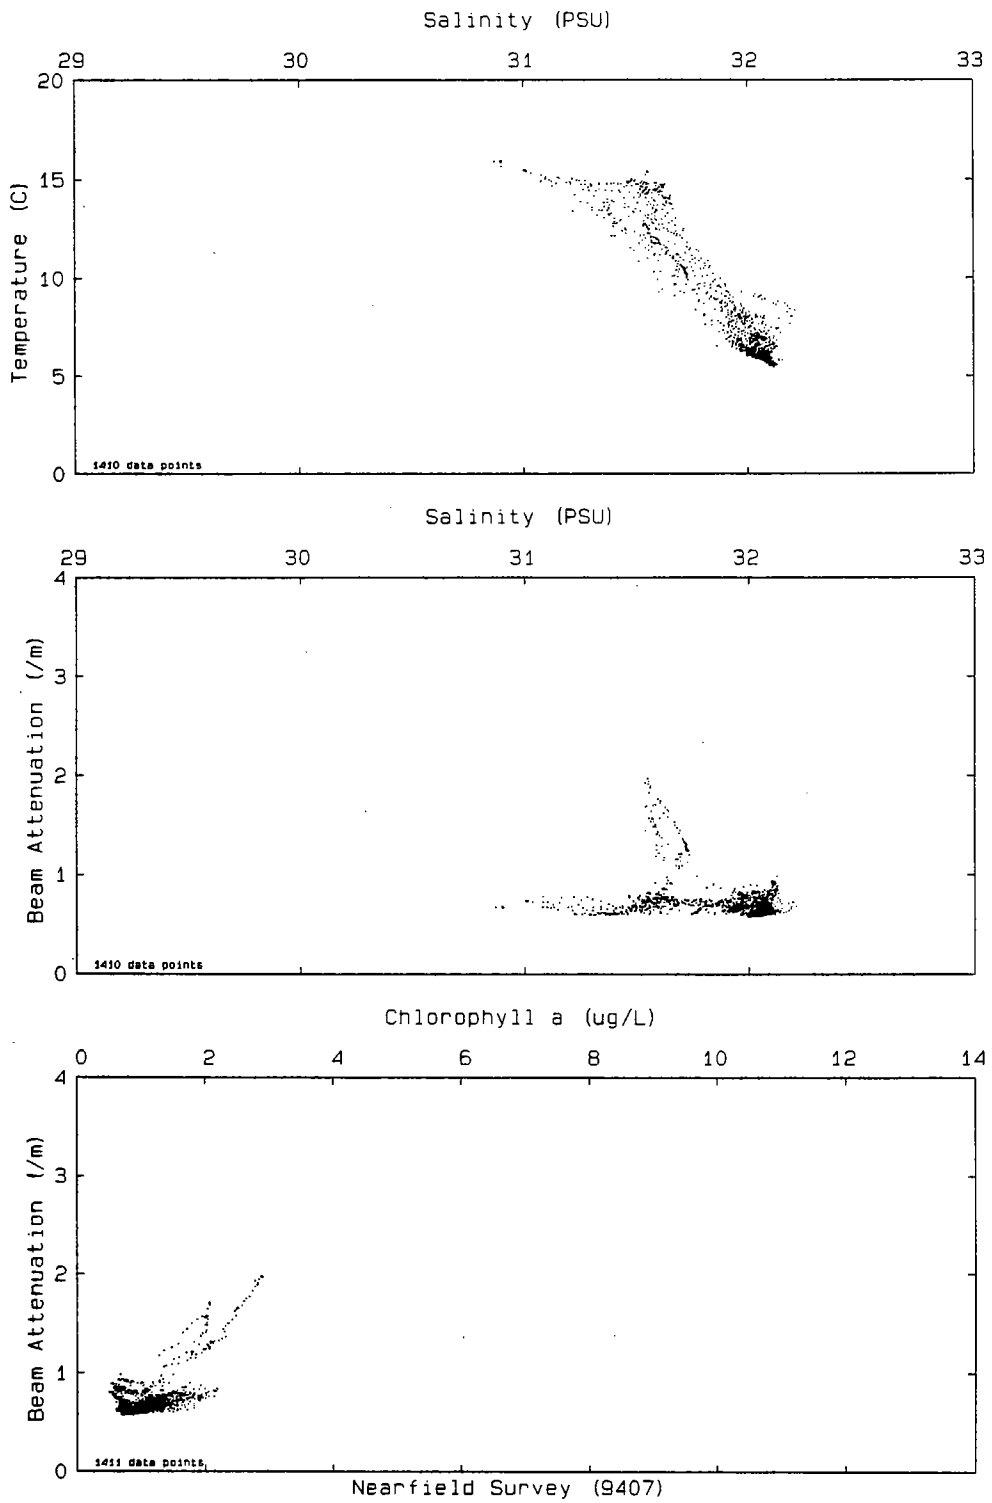 Salinity (PSU)
29 30 31 32 33
20
15
10
5
0
Temperature (C)
1410 data points
Salinity (PSU)
29 30 31 32 33
4
3
2
1
0
Beam Attenuation (/m)
1410 data points
Chlorophyll a (ug/L)
0 2 4 6 8 10 12 14
4
3
2
1
0
Beam Attenuation (/m)
1411 data points
Nearfield Survey (9407)